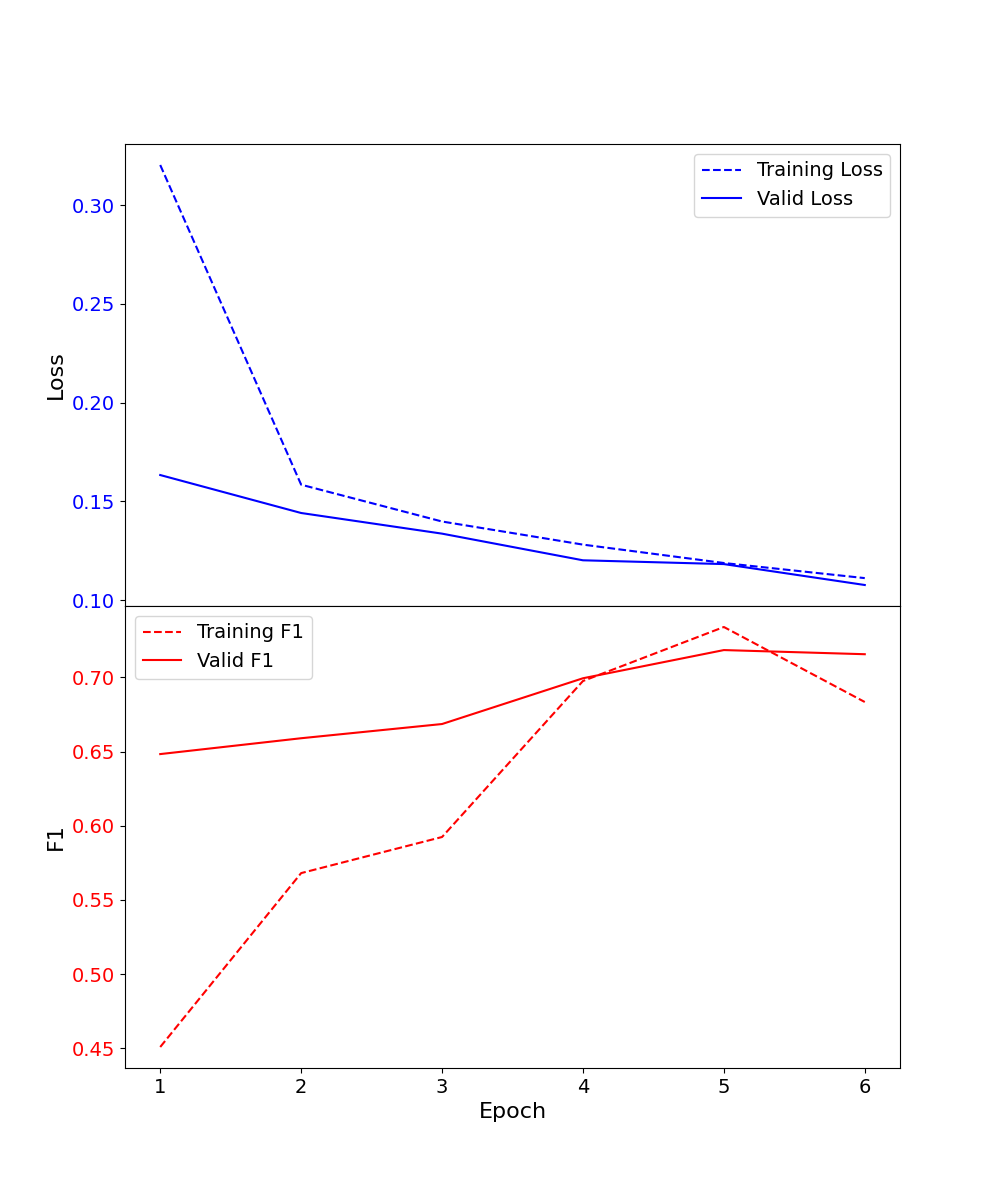 Training Loss
Valid Loss
0.30
0.25
0.20
0.15
0.10
Loss
Training F1
Valid F1
0.70
0.65
0.60
0.55
0.50
0.45
F1
1 2 3 4 5 6
Epoch